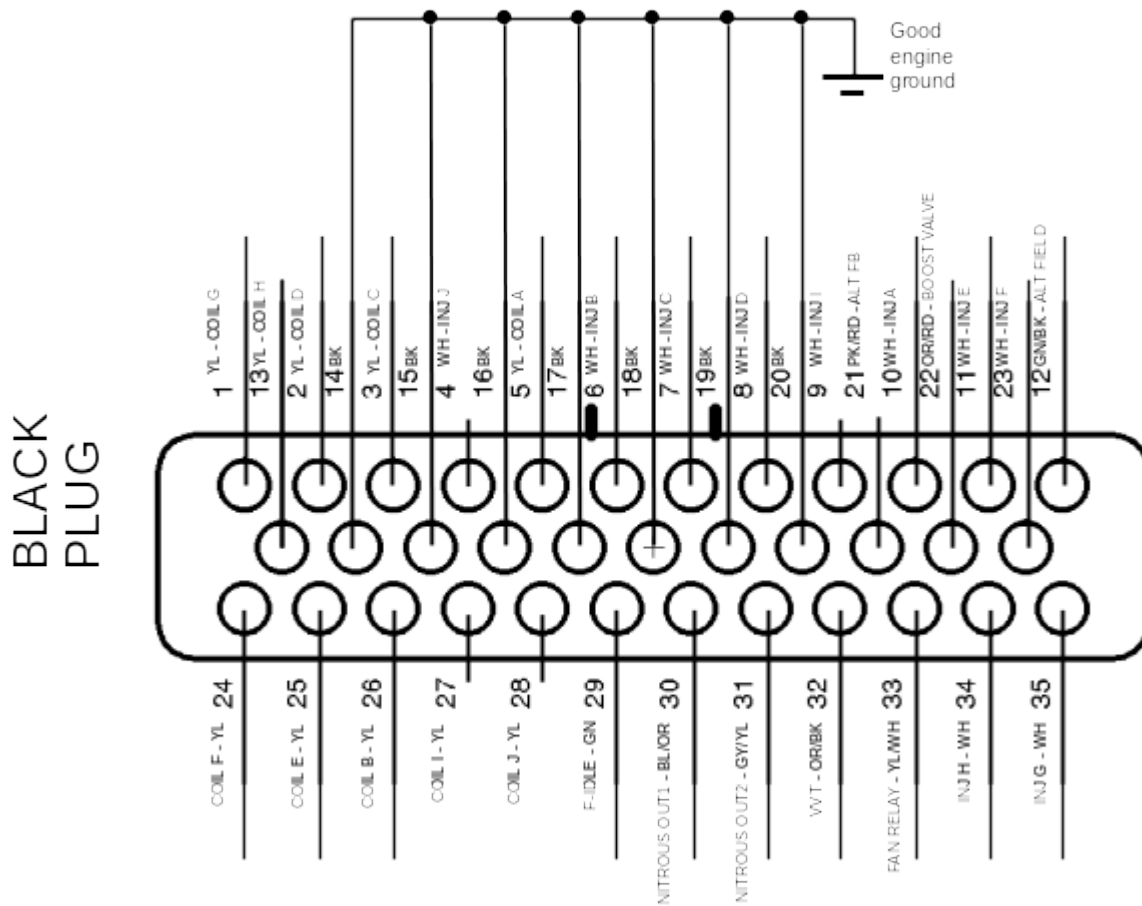 Good
engine
ground
BLACK
PLUG
1 YL - COIL G
13 YL - COIL H
2 YL - COIL D
14 BK
3 YL - COIL C
15 BK
4 WH - INJ J
16 BK
5 YL - COIL A
17 BK
6 WH - INJ B
18 BK
7 WH - INJ C
19 BK
8 WH - INJ D
20 BK
9 WH - INJ I
21 PK/RD - ALT FB
10 WH - INJ A
22 OR/RD - BOOST VALVE
11 WH - INJ E
23 WH - INJ F
12 GN/BK - ALT FIELD
COIL F - YL 24
COIL E - YL 25
COIL B - YL 26
COIL I - YL 27
COIL J - YL 28
F-IDLE - GN 29
NITROUS OUT1 - BL/OR 30
NITROUS OUT2 - GY/YL 31
VVT - OR/BK 32
FAN RELAY - YL/WH 33
INJ H - WH 34
INJ G - WH 35